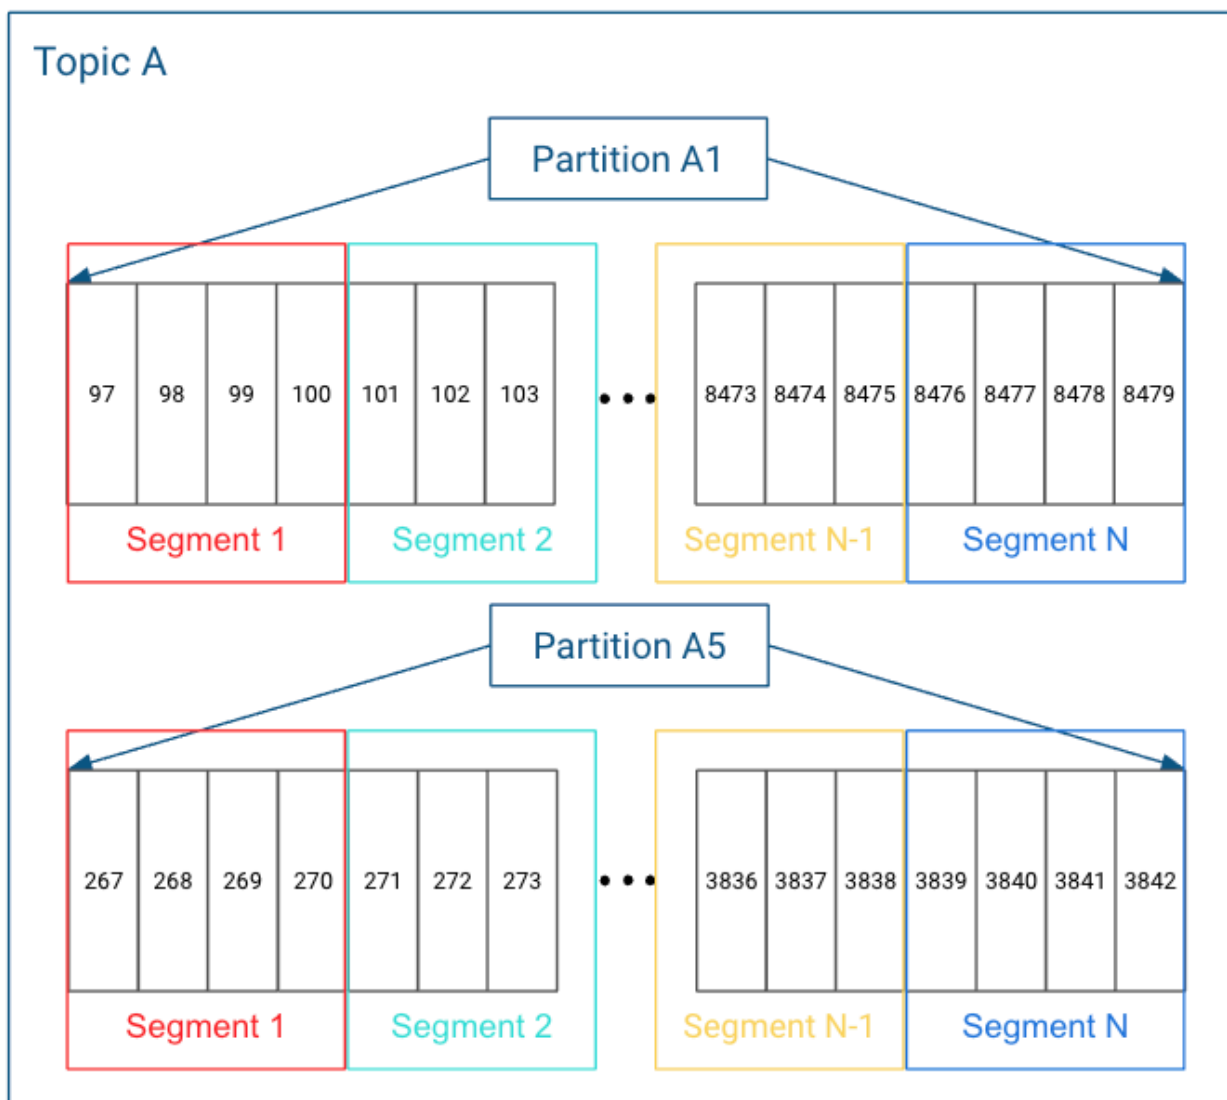 Topic A
Partition A1
97 98 99 100 101 102 103 ••• 8473 8474 8475 8476 8477 8478 8479
Segment 1 Segment 2 Segment N-1 Segment N
Partition A5
267 268 269 270 271 272 273 ••• 3836 3837 3838 3839 3840 3841 3842
Segment 1 Segment 2 Segment N-1 Segment N